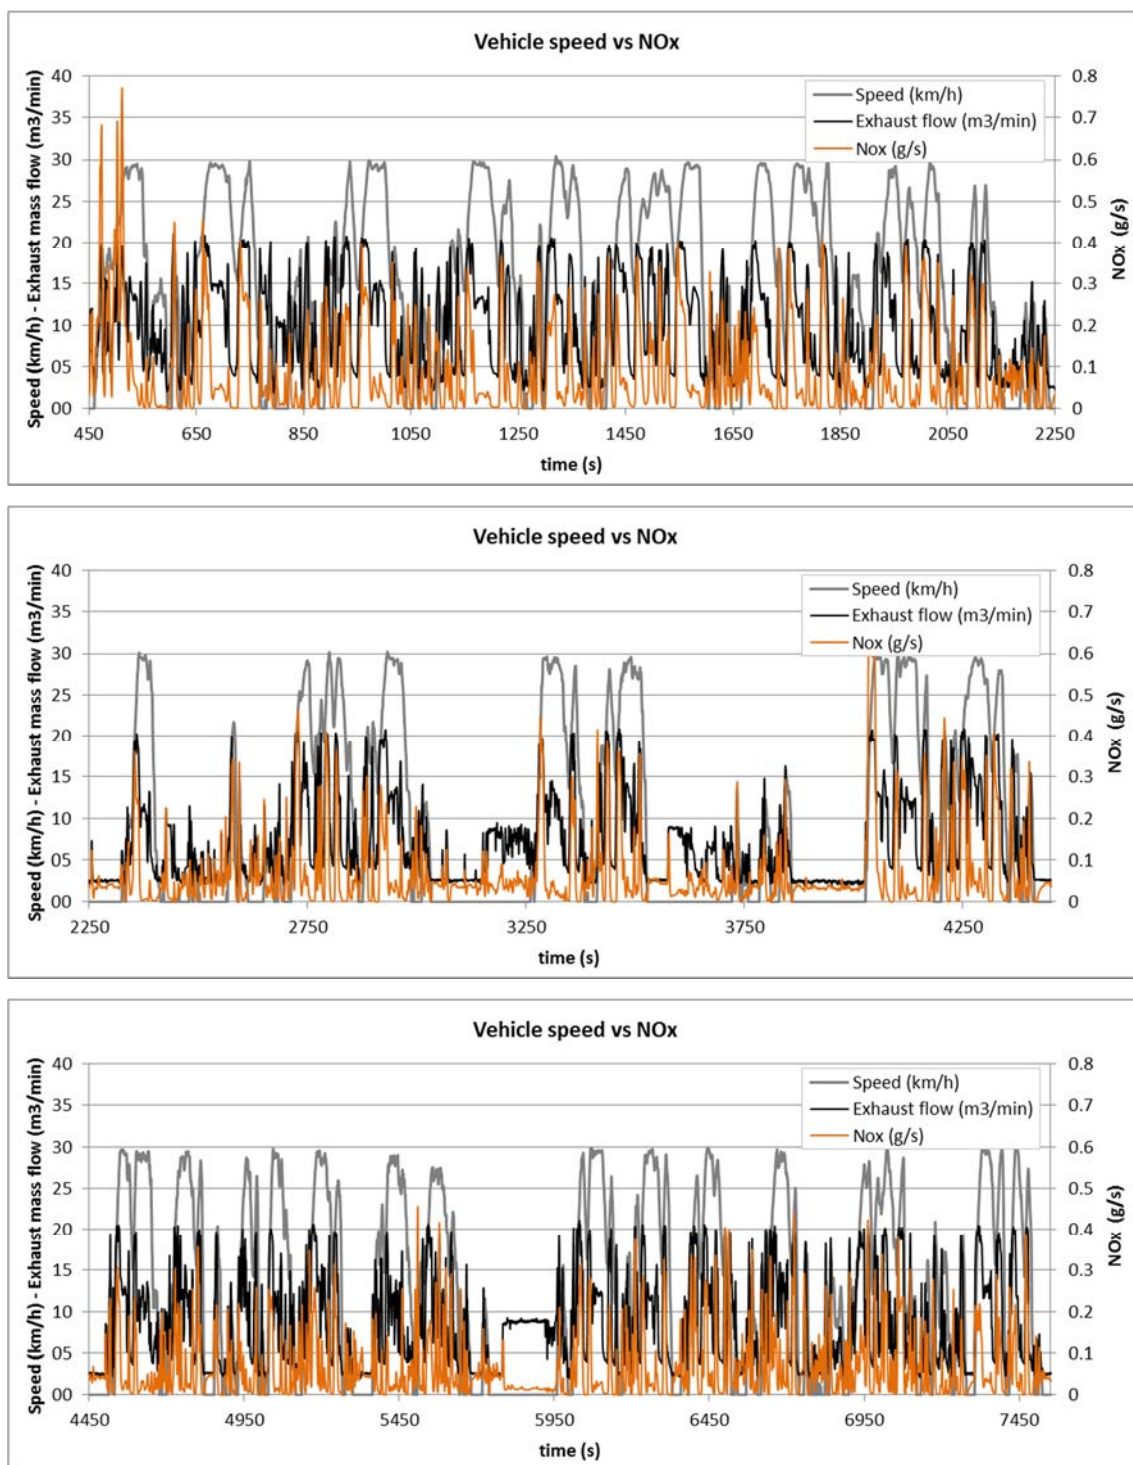 Vehicle speed vs NOx
Speed (km/h) - Exhaust mass flow (m3/min)
40
35
30
25
20
15
10
05
00
Speed (km/h)
Exhaust flow (m3/min)
Nox (g/s)
0.8
0.7
0.6
0.5
0.4
0.3
0.2
0.1
0
NOx (g/s)
450 650 850 1050 1250 1450 1650 1850 2050 2250
time (s)
Vehicle speed vs NOx
Speed (km/h) - Exhaust mass flow (m3/min)
40
35
30
25
20
15
10
05
00
Speed (km/h)
Exhaust flow (m3/min)
Nox (g/s)
0.8
0.7
0.6
0.5
0.4
0.3
0.2
0.1
0
NOx (g/s)
2250 2750 3250 3750 4250
time (s)
Vehicle speed vs NOx
Speed (km/h) - Exhaust mass flow (m3/min)
40
35
30
25
20
15
10
05
00
Speed (km/h)
Exhaust flow (m3/min)
Nox (g/s)
0.8
0.7
0.6
0.5
0.4
0.3
0.2
0.1
0
NOx (g/s)
4450 4950 5450 5950 6450 6950 7450
time (s)